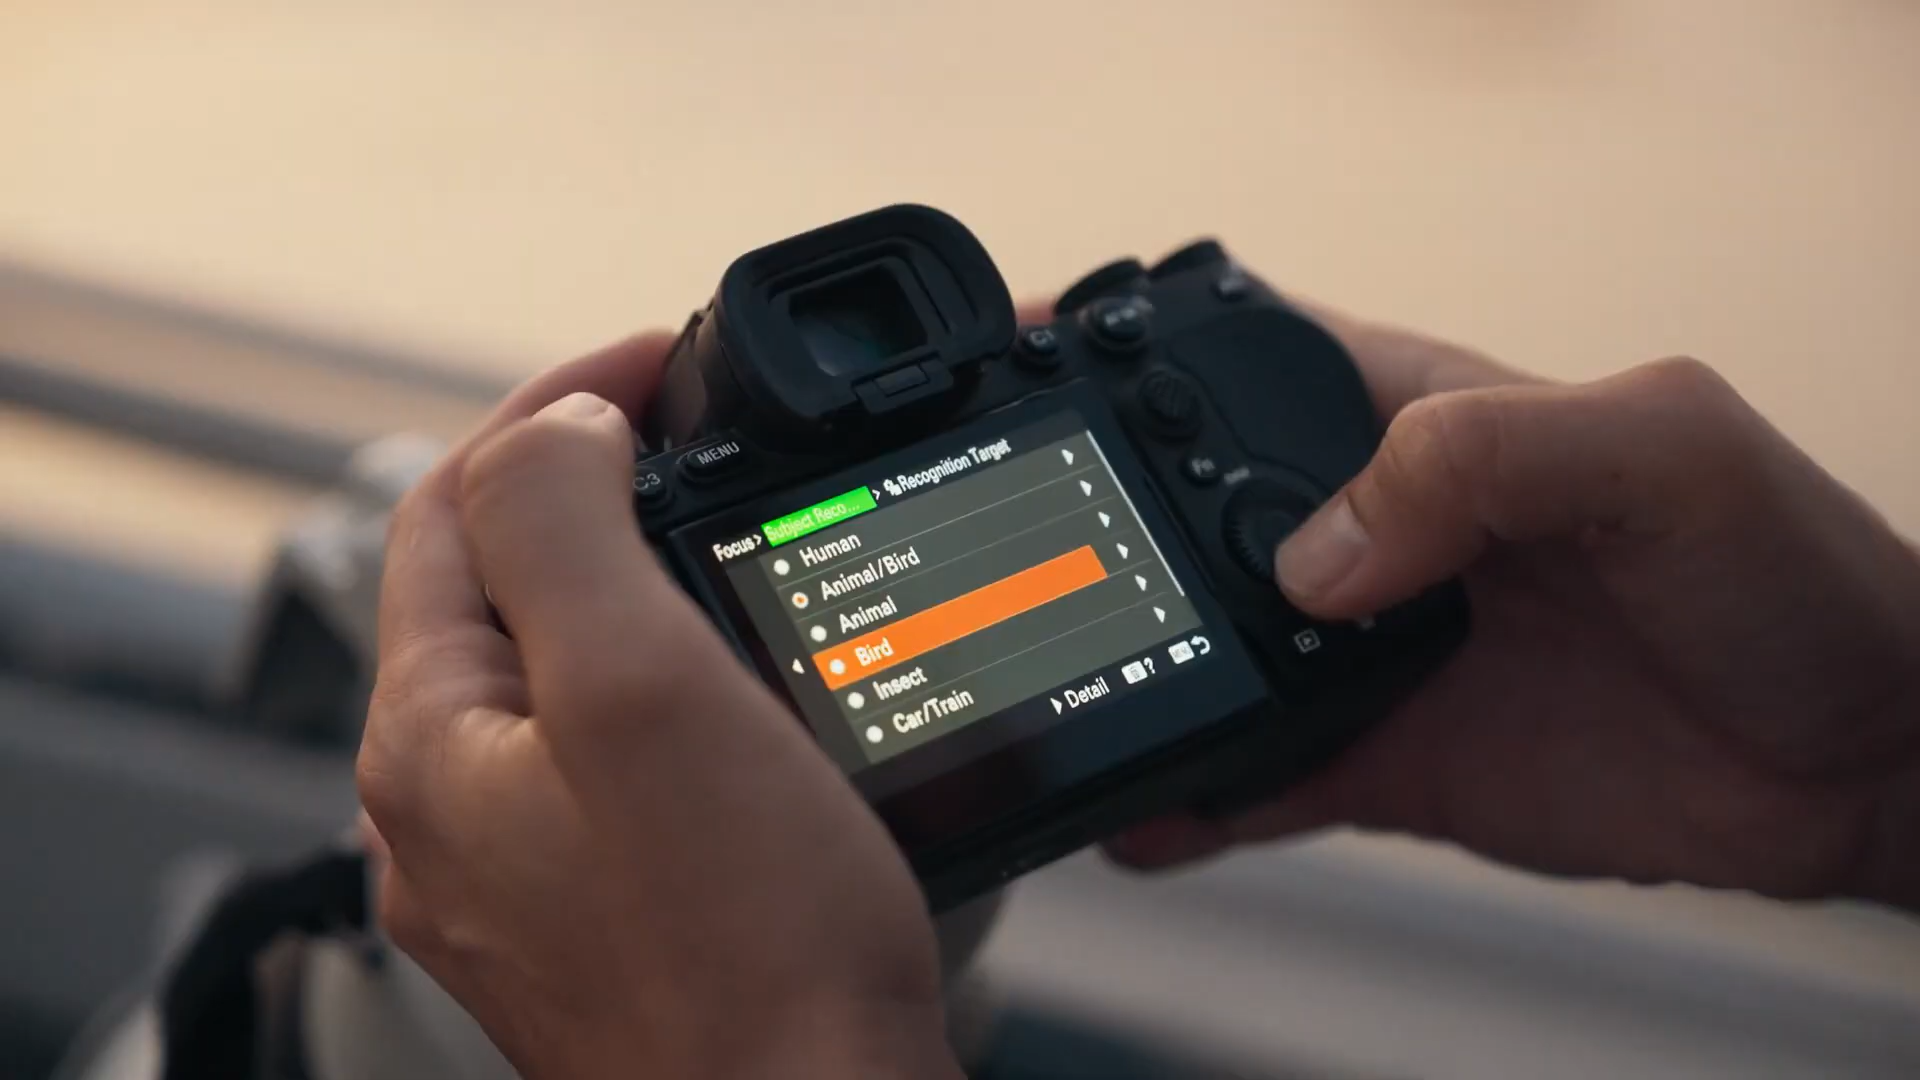 C1
MENU
C3
Fn
Focus> Subject Reco... > Recognition Target
Human
Animal/Bird
Animal
Bird
Insect
Car/Train
Detail
?